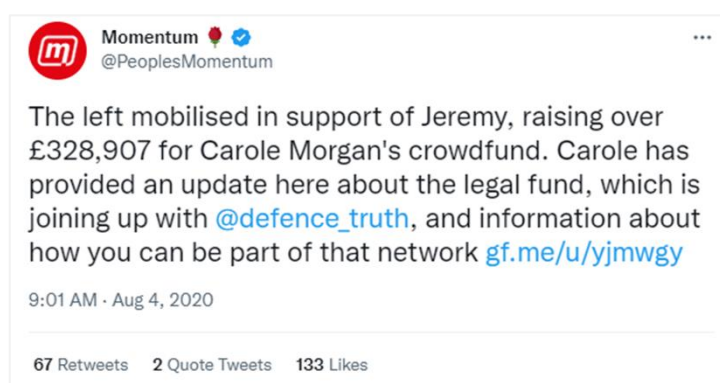 Momentum 🌹
@PeoplesMomentum
The left mobilised in support of Jeremy, raising over
£328,907 for Carole Morgan's crowdfund. Carole has
provided an update here about the legal fund, which is
joining up with @defence_truth, and information about
how you can be part of that network gf.me/u/yjmwgy
9:01 AM · Aug 4, 2020
67 Retweets 2 Quote Tweets 133 Likes